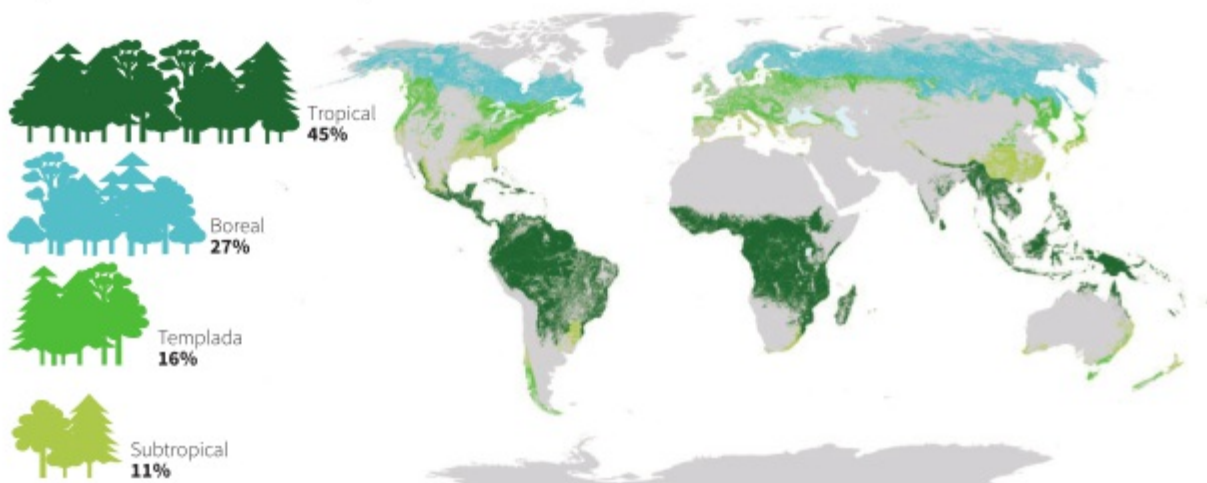 Tropical
45%
Boreal
27%
Templada
16%
Subtropical
11%